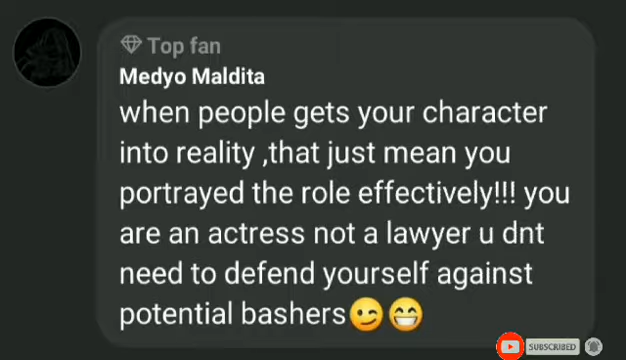 Top fan
Medyo Maldita
when people gets your character
into reality ,that just mean you
portrayed the role effectively!!! you
are an actress not a lawyer u dnt
need to defend yourself against
potential bashers😉😁
SUBSCRIBED